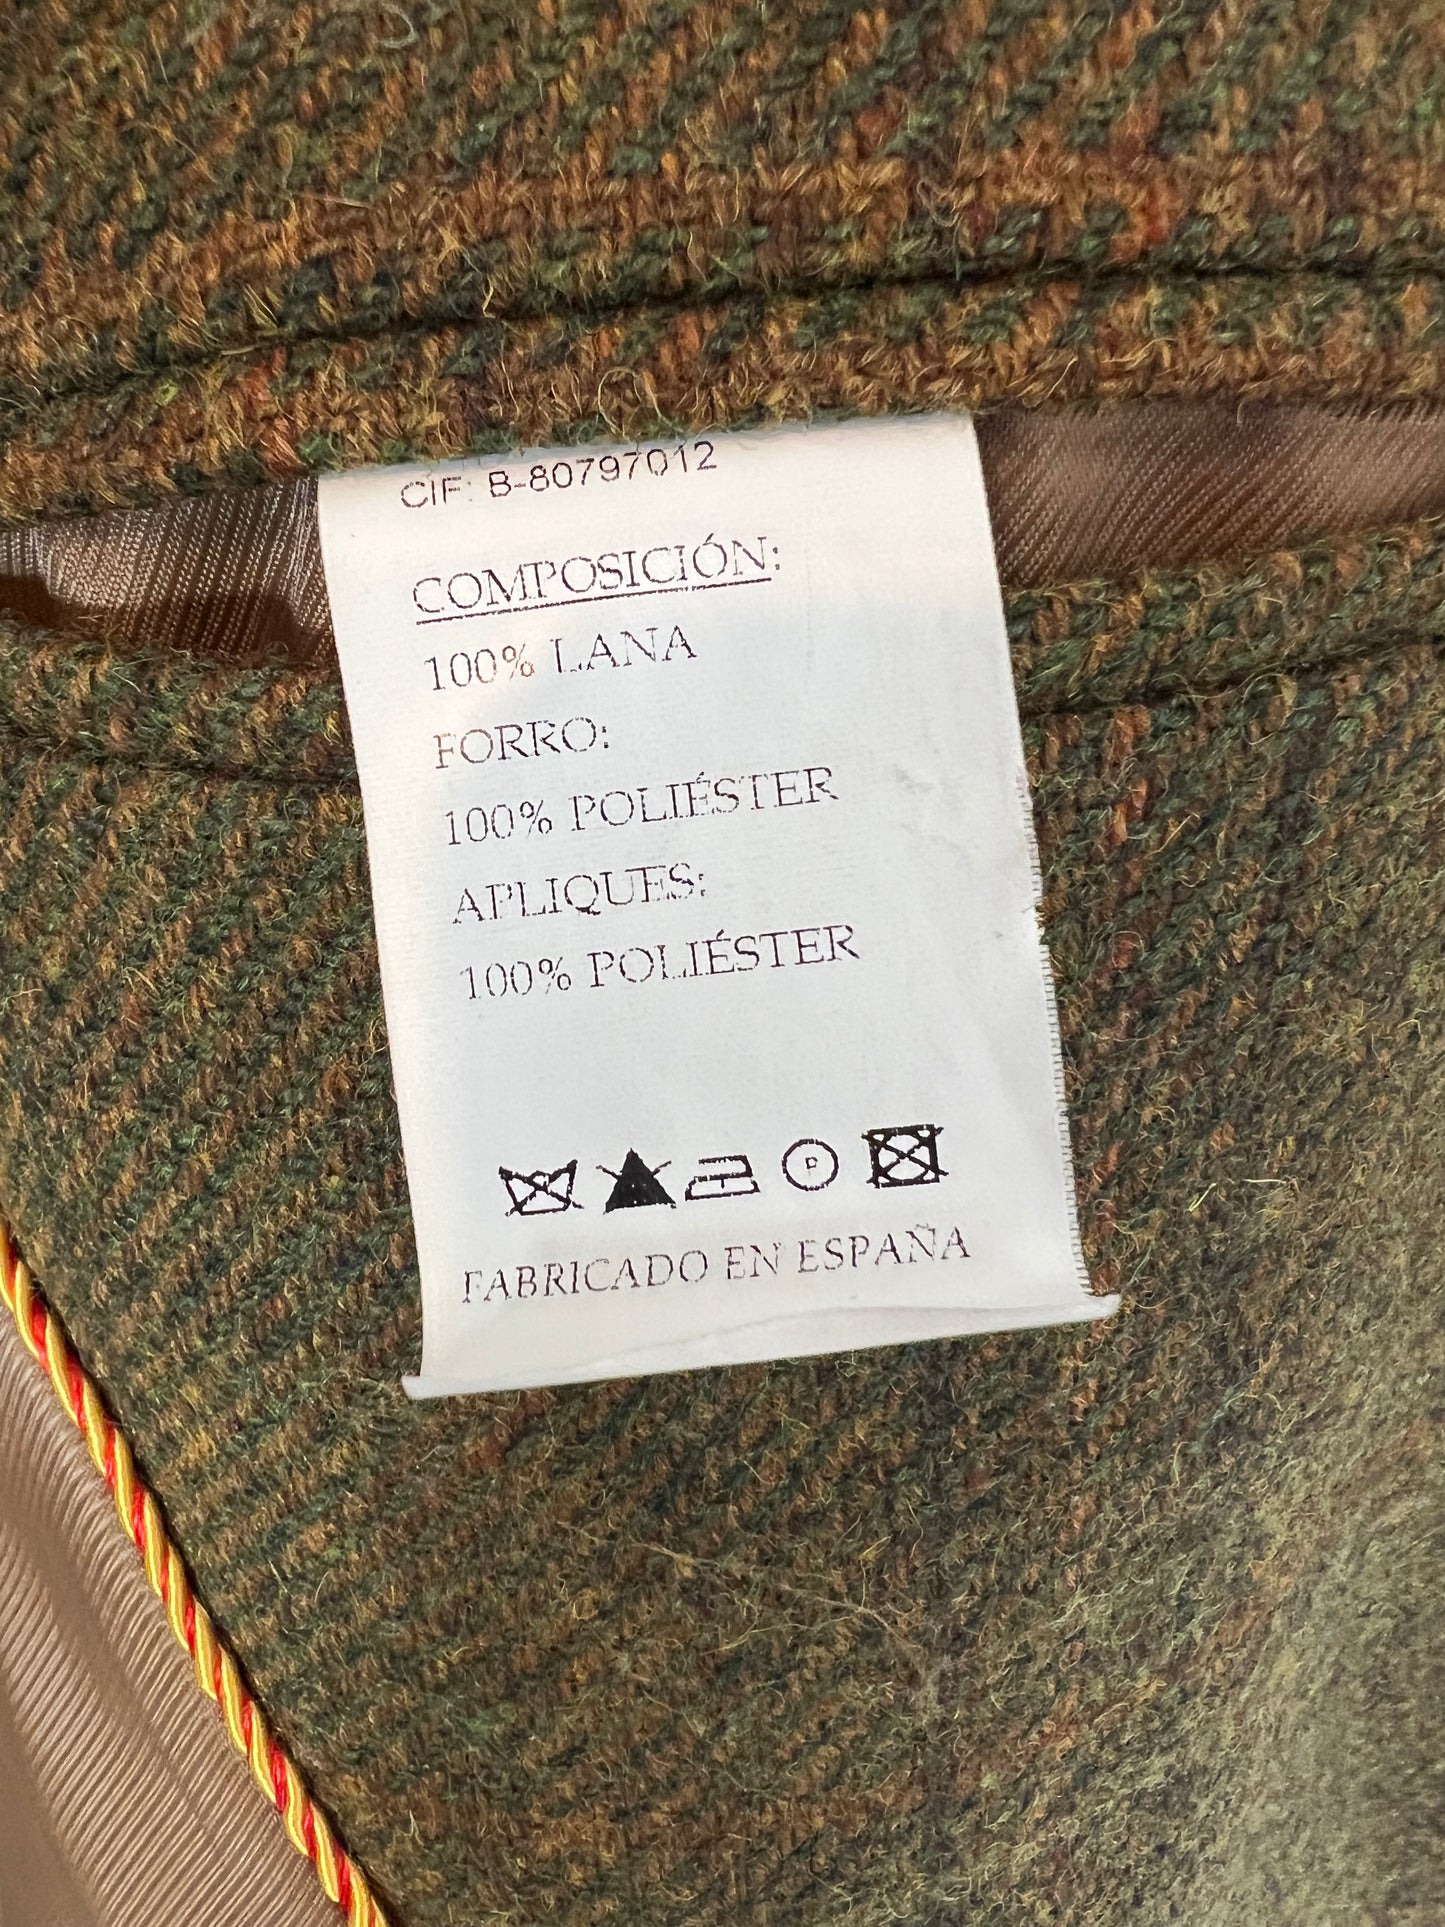 CIF: B-80797012
COMPOSICIÓN:
100% LANA
FORRO:
100% POLIÉSTER
APLIQUES:
100% POLIÉSTER
P
FABRICADO EN ESPAÑA